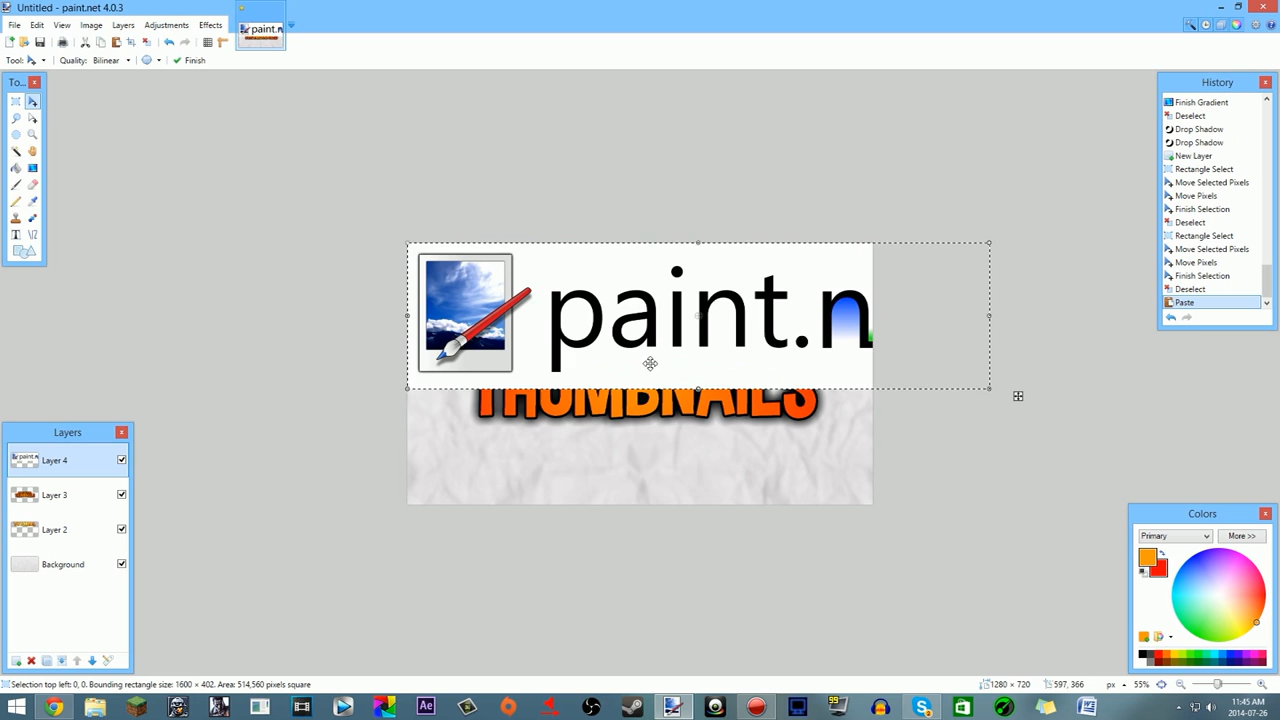 Untitled - paint.net 4.0.3
File Edit View Image Layers Adjustments Effects
Tool: Quality: Bilinear Finish
To...
History
Finish Gradient
Deselect
Drop Shadow
Drop Shadow
New Layer
Rectangle Select
Move Selected Pixels
Move Pixels
Finish Selection
Deselect
Rectangle Select
Move Selected Pixels
Move Pixels
Finish Selection
Deselect
Paste
paint.n
paint.n
THUMBNAILS
Layers
Layer 4
Layer 3
Layer 2
Background
Colors
Primary More >>
Selection top left: 0, 0. Bounding rectangle size: 1600 × 402. Area: 514,560 pixels square
1280 × 720 597, 366 px 55%
Ae
99
11:45 AM
2014-07-26